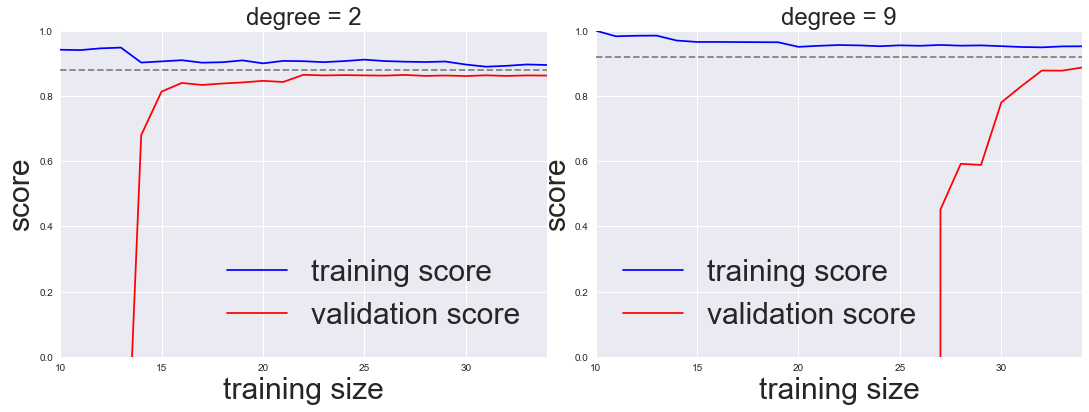 degree = 2
1.0
0.8
0.6
0.4
0.2
0.0
score
training score
validation score
10
15
20
25
30
training size
degree = 9
1.0
0.8
0.6
0.4
0.2
0.0
score
training score
validation score
10
15
20
25
30
training size